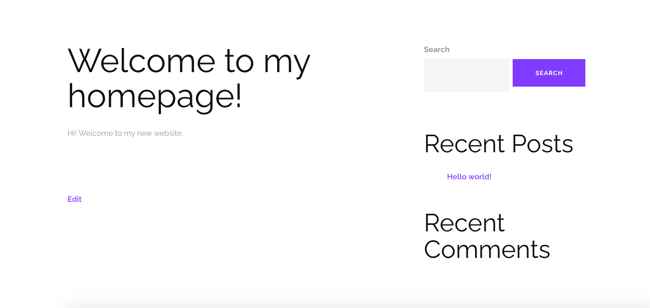 Welcome to my
homepage!
Hi! Welcome to my new website.
Edit
Search
SEARCH
Recent Posts
Hello world!
Recent
Comments